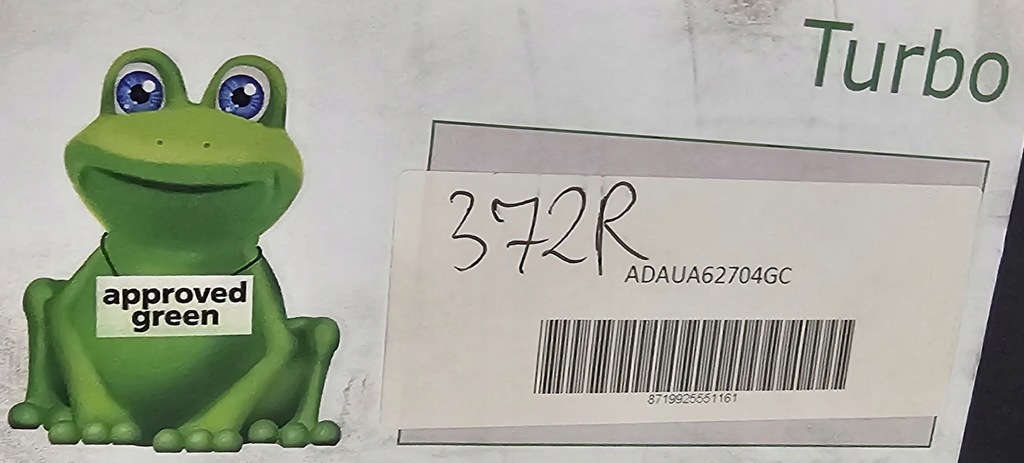 Turbo
372R
ADAUA62704GC
8719925551161
approved
green